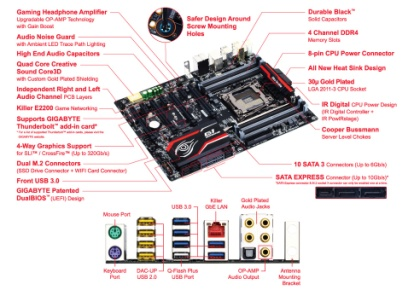 Gaming Headphone Amplifier
Upgradable OP-AMP Technology
with Gain Boost
Audio Noise Guard
with Ambient LED Trace Path Lighting
High End Audio Capacitors
Quad Core Creative
Sound Core3D
with Custom Gold Plated Shielding
Independent Right and Left
Audio Channel PCB Layers
Killer E2200 Game Networking
Supports GIGABYTE
Thunderbolt™ add-in card*
4-Way Graphics Support
for SLI™ / CrossFire™ (Up to 320Gb/s)
Dual M.2 Connectors
(SSD Drive Connector + WIFI Card Connector)
Front USB 3.0
GIGABYTE Patented
DualBIOS™ (UEFI) Design
Safer Design Around
Screw Mounting
Holes
Durable Black™
Solid Capacitors
4 Channel DDR4
Memory Slots
8-pin CPU Power Connector
All New Heat Sink Design
30μ Gold Plated
LGA 2011-3 CPU Socket
IR Digital CPU Power Design
(IR Digital Controller +
IR PowIRstage)
Cooper Bussmann
Server Level Chokes
10 SATA 3 Connectors (Up to 6Gb/s)
SATA EXPRESS Connector (Up to 10Gb/s)*
Mouse Port
USB 3.0
Killer
GbE LAN
Gold Plated
Audio Jacks
Keyboard
Port
DAC-UP
USB 2.0
Q-Flash Plus
USB Port
OP-AMP
Audio Output
Antenna
Mounting
Bracket